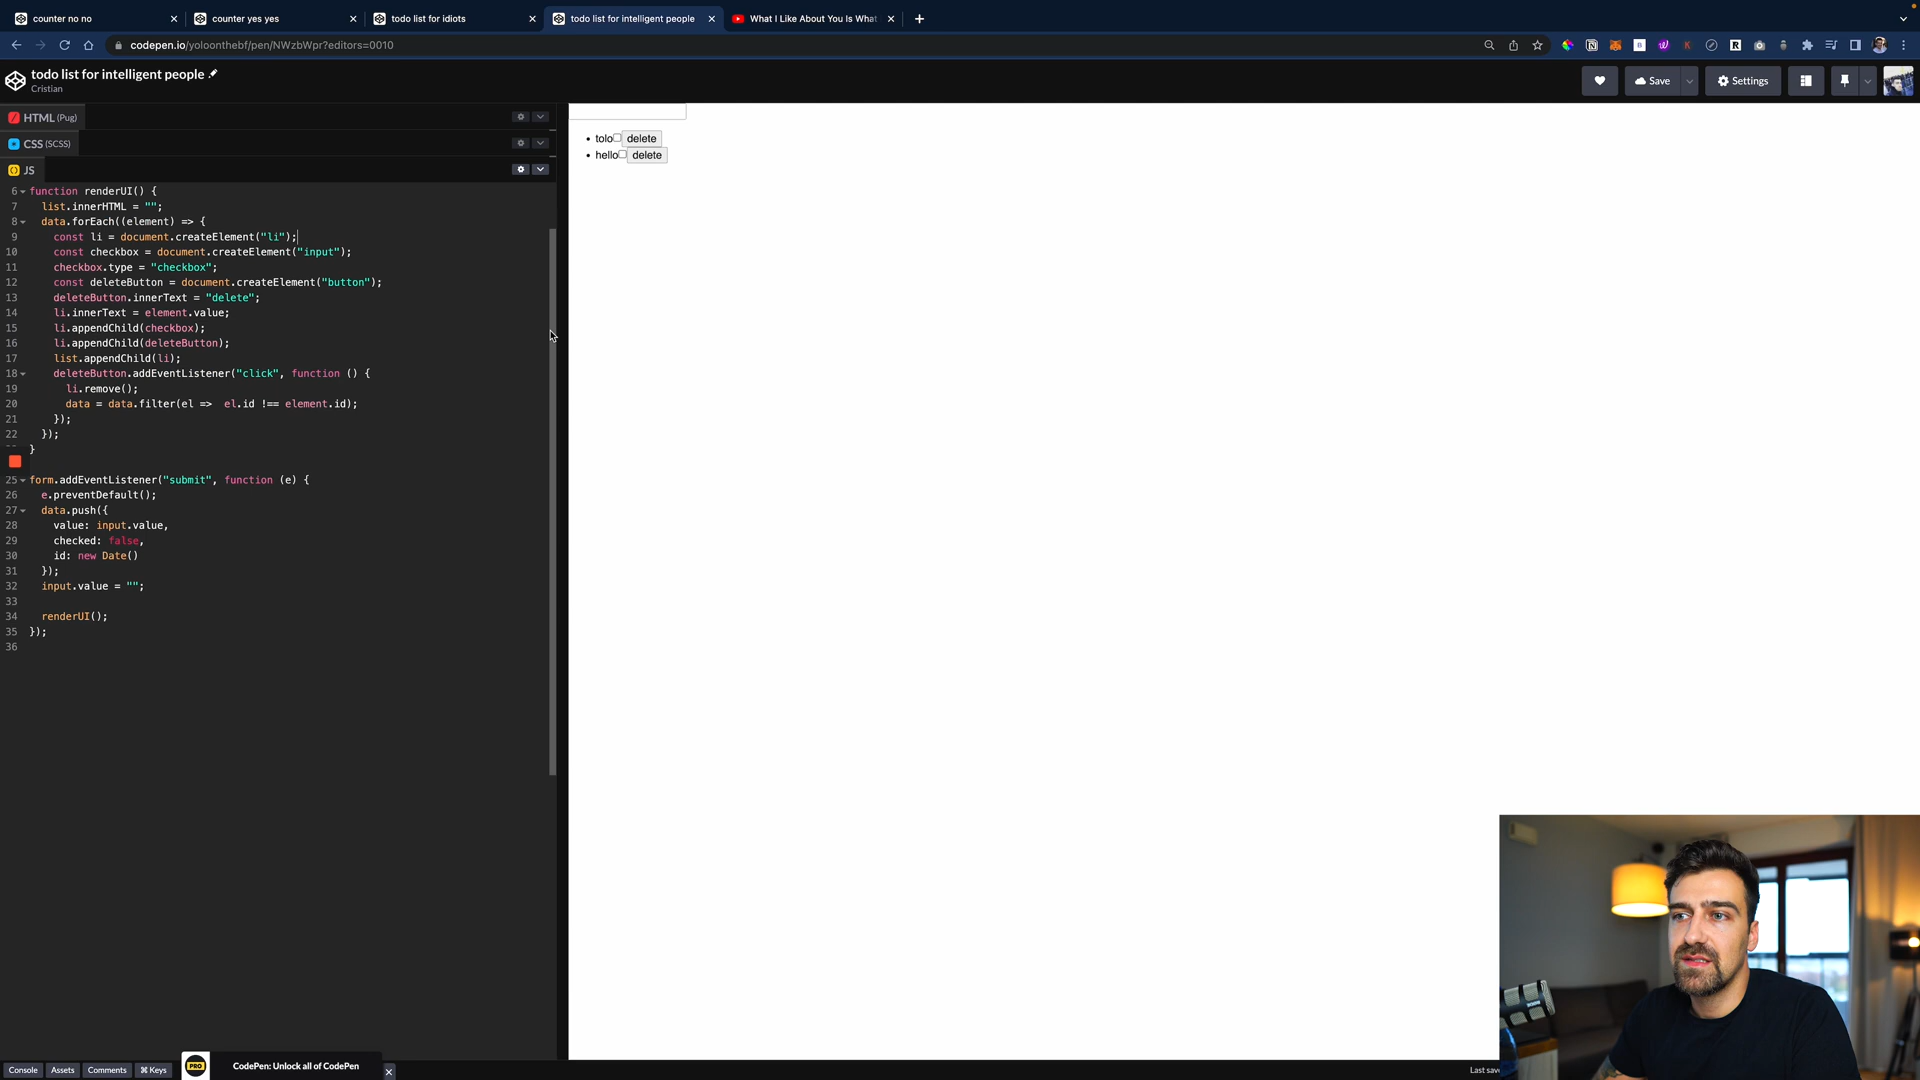 counter no no
counter yes yes
todo list for idiots
todo list for intelligent people
What I Like About You Is What
codepen.io/yoloonthebf/pen/NWzbWpr?editors=0010
todo list for intelligent people
Cristian
Save
Settings
HTML (Pug)
CSS (SCSS)
JS
6 function renderUI() {
7 list.innerHTML = "";
8 data.forEach((element) => {
9 const li = document.createElement("li");
10 const checkbox = document.createElement("input");
11 checkbox.type = "checkbox";
12 const deleteButton = document.createElement("button");
13 deleteButton.innerText = "delete";
14 li.innerText = element.value;
15 li.appendChild(checkbox);
16 li.appendChild(deleteButton);
17 list.appendChild(li);
18 deleteButton.addEventListener("click", function () {
19 li.remove();
20 data = data.filter(el =>  el.id !== element.id);
21 });
22 });
}
25 form.addEventListener("submit", function (e) {
26 e.preventDefault();
27 data.push({
28 value: input.value,
29 checked: false,
30 id: new Date()
31 });
32 input.value = "";
33
34 renderUI();
35 });
36
tolo delete
hello delete
Console
Assets
Comments
⌘ Keys
PRO
CodePen: Unlock all of CodePen
Last save